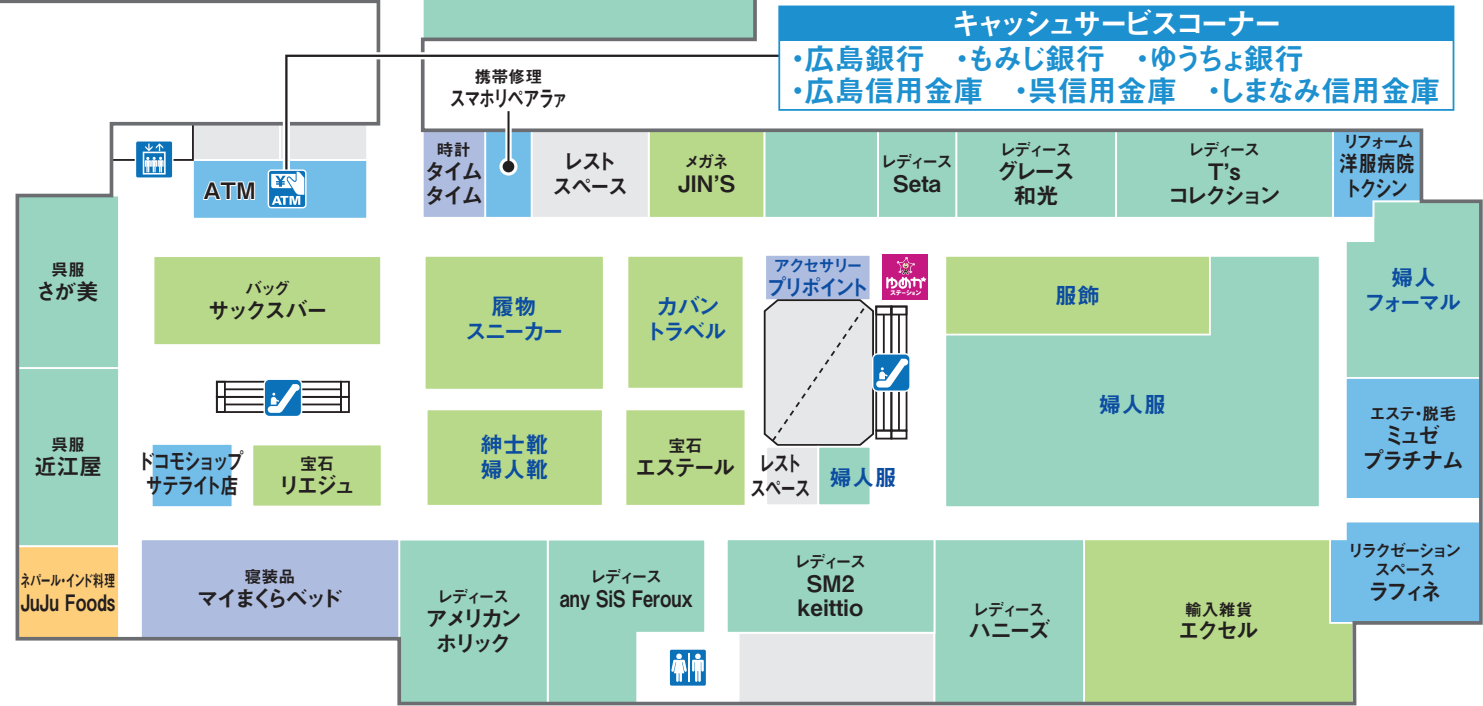 キャッシュサービスコーナー
・広島銀行 ・もみじ銀行 ・ゆうちょ銀行
・広島信用金庫 ・呉信用金庫 ・しまなみ信用金庫
携帯修理
スマホリペアラァ
ATM
¥
ATM
時計
タイム
タイム
レスト
スペース
メガネ
JIN'S
レディース
Seta
レディース
グレース
和光
レディース
T's
コレクション
リフォーム
洋服病院
トクシン
呉服
さが美
バッグ
サックスバー
履物
スニーカー
カバン
トラベル
アクセサリー
プリポイント
ゆめか
ステーション
服飾
婦人
フォーマル
婦人服
呉服
近江屋
ドコモショップ
サテライト店
宝石
リエジュ
紳士靴
婦人靴
宝石
エステール
レスト
スペース
婦人服
エステ・脱毛
ミュゼ
プラチナム
ネパール・インド料理
JuJu Foods
寝装品
マイまくらベッド
レディース
アメリカン
ホリック
レディース
any SiS Feroux
レディース
SM2
keittio
レディース
ハニーズ
輸入雑貨
エクセル
リラクゼーション
スペース
ラフィネ